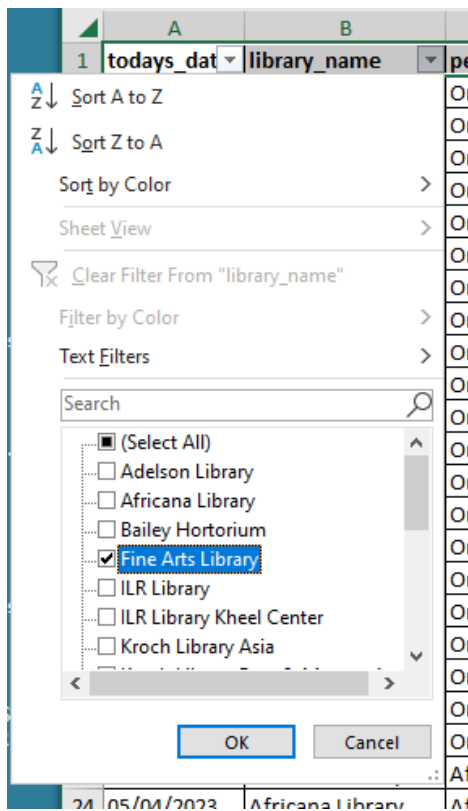 A B
1 todays_dat library_name pe
Sort A to Z
Sort Z to A
Sort by Color
Sheet View
Clear Filter From "library_name"
Filter by Color
Text Filters
Search
(Select All)
Adelson Library
Africana Library
Bailey Hortorium
Fine Arts Library
ILR Library
ILR Library Kheel Center
Kroch Library Asia
OK Cancel
24 05/04/2023 Africana Library